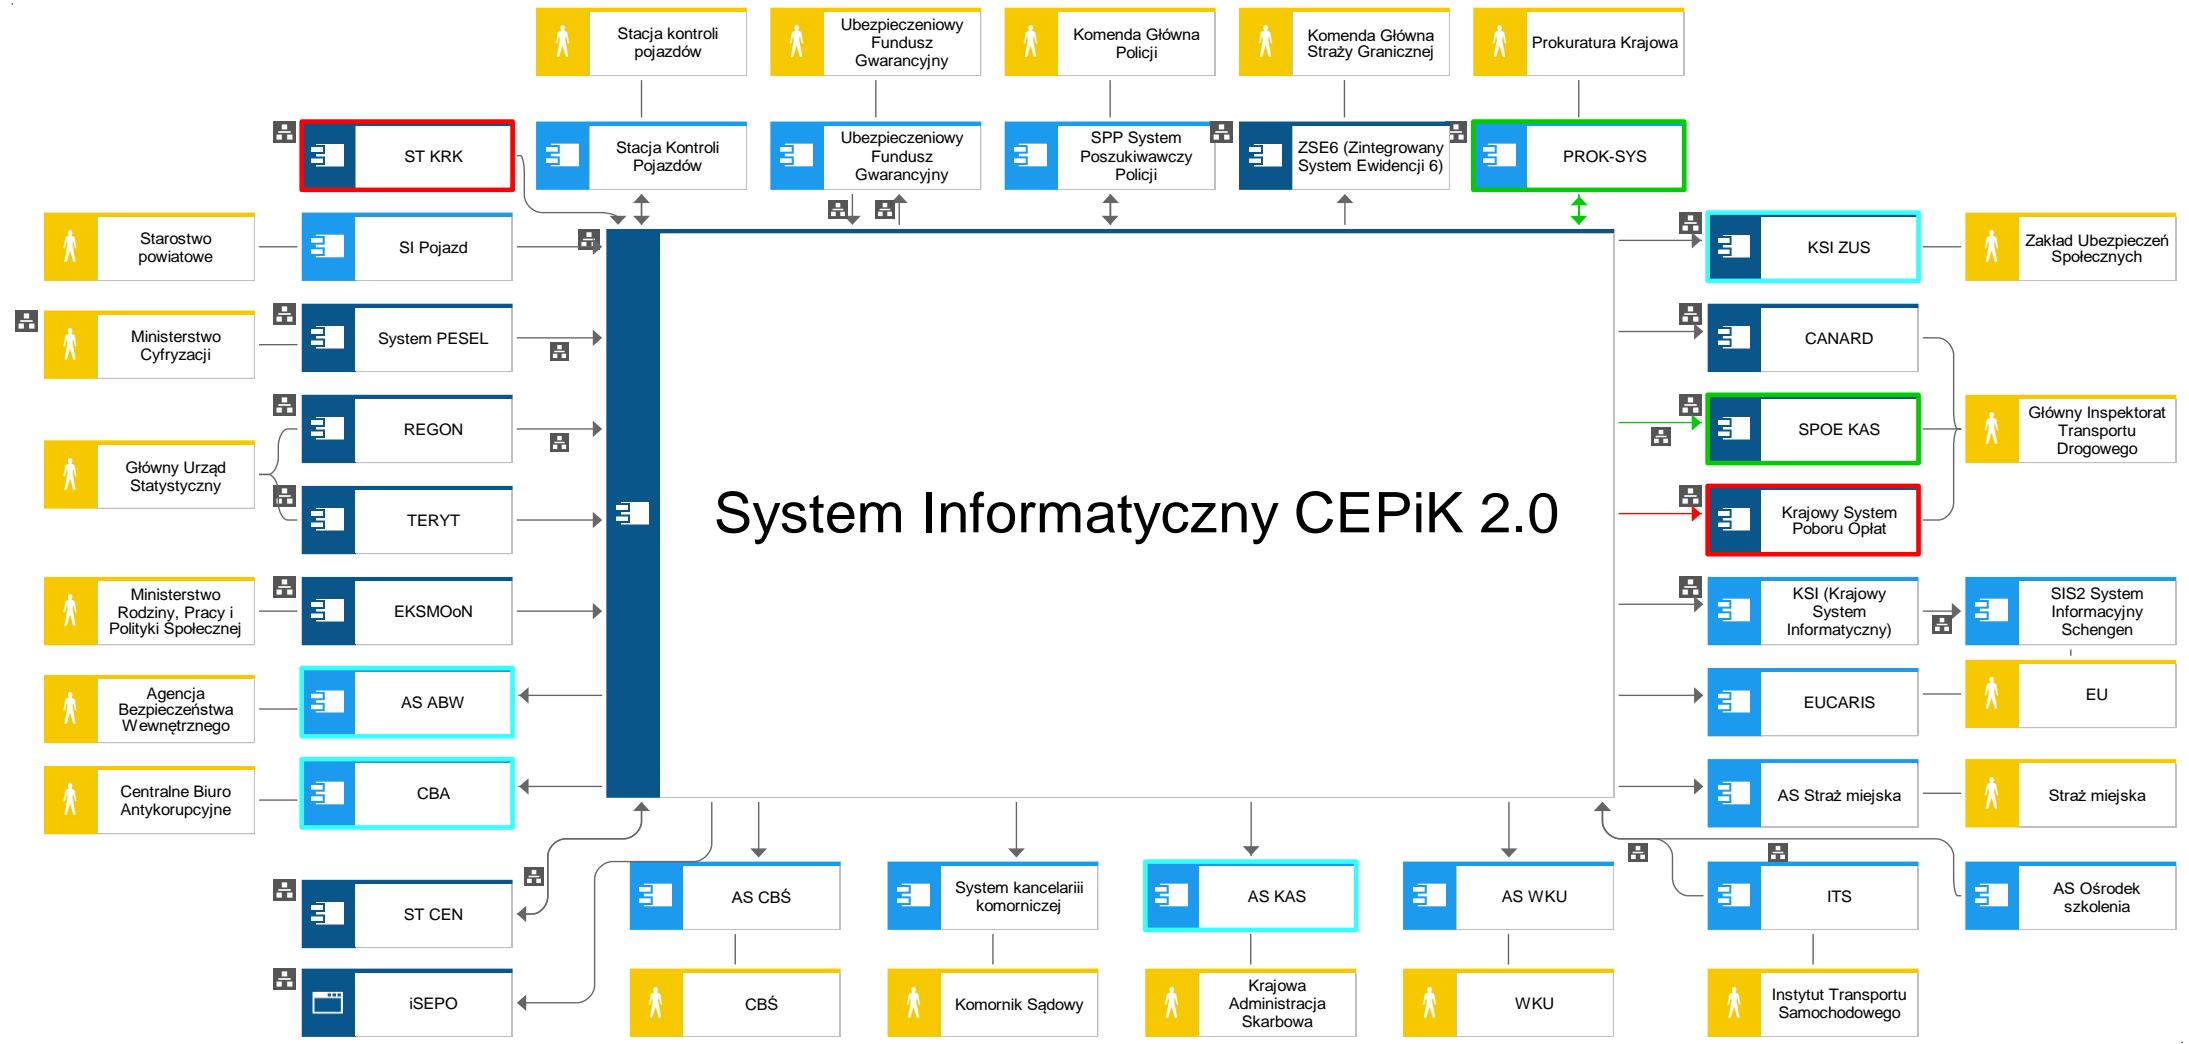 Stacja kontroli
pojazdów
Ubezpieczeniowy
Fundusz
Gwarancyjny
Komenda Główna
Policji
Komenda Główna
Straży Granicznej
Prokuratura Krajowa
ST KRK
Stacja Kontroli
Pojazdów
Ubezpieczeniowy
Fundusz
Gwarancyjny
SPP System
Poszukiwawczy
Policji
ZSE6 (Zintegrowany
System Ewidencji 6)
PROK-SYS
Starostwo
powiatowe
SI Pojazd
KSI ZUS
Zakład Ubezpieczeń
Społecznych
Ministerstwo
Cyfryzacji
System PESEL
CANARD
REGON
SPOE KAS
Główny Inspektorat
Transportu
Drogowego
Główny Urząd
Statystyczny
TERYT
System Informatyczny CEPiK 2.0
Krajowy System
Poboru Opłat
Ministerstwo
Rodziny, Pracy i
Polityki Społecznej
EKSMOoN
KSI (Krajowy
System
Informatyczny)
SIS2 System
Informacyjny
Schengen
Agencja
Bezpieczeństwa
Wewnętrznego
AS ABW
EUCARIS
EU
Centralne Biuro
Antykorupcyjne
CBA
AS Straż miejska
Straż miejska
ST CEN
AS CBŚ
System kancelariii
komorniczej
AS KAS
AS WKU
ITS
AS Ośrodek
szkolenia
iSEPO
CBŚ
Komornik Sądowy
Krajowa
Administracja
Skarbowa
WKU
Instytut Transportu
Samochodowego